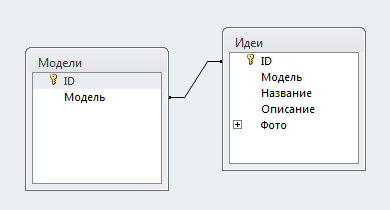 Модели
ID
Модель
Идеи
ID
Модель
Название
Описание
Фото